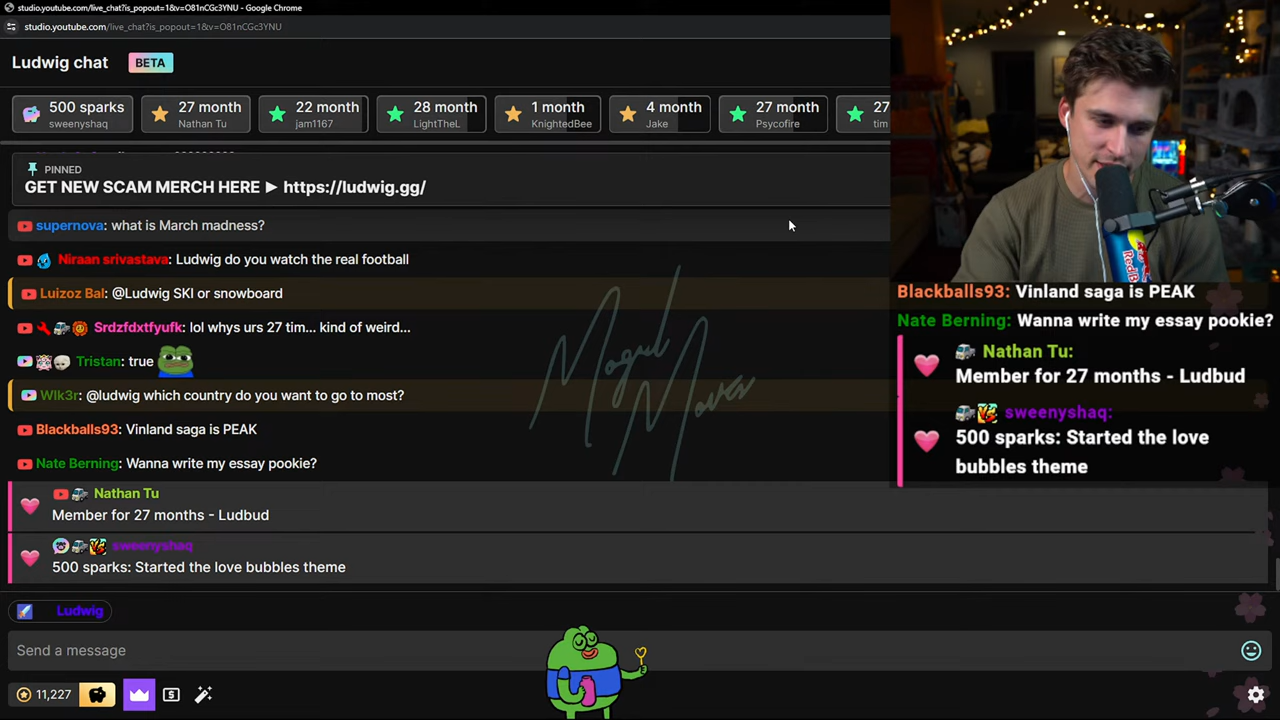 studio.youtube.com/live_chat?is_popout=1&v=O81nCGc3YNU - Google Chrome
studio.youtube.com/live_chat?is_popout=1&v=O81nCGc3YNU
Ludwig chat BETA
500 sparks
sweenyshaq
27 month
Nathan Tu
22 month
jam1167
28 month
LightTheL
1 month
KnightedBee
4 month
Jake
27 month
Psycofire
27
tim
PINNED
GET NEW SCAM MERCH HERE ► https://ludwig.gg/
supernova: what is March madness?
Niraan srivastava: Ludwig do you watch the real football
Luizoz Bal: @Ludwig SKI or snowboard
Srdzfdxtfyufk: lol whys urs 27 tim... kind of weird...
Tristan: true
Wlk3r: @ludwig which country do you want to go to most?
Blackballs93: Vinland saga is PEAK
Nate Berning: Wanna write my essay pookie?
Nathan Tu
Member for 27 months - Ludbud
sweenyshaq
500 sparks: Started the love bubbles theme
Ludwig
Send a message
11,227
Mogul
Moves
Red B
Blackballs93: Vinland saga is PEAK
Nate Berning: Wanna write my essay pookie?
Nathan Tu:
Member for 27 months - Ludbud
sweenyshaq:
500 sparks: Started the love
bubbles theme